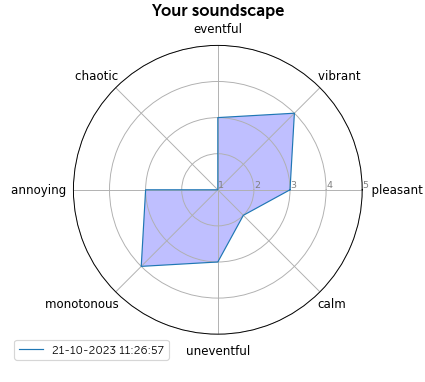 Your soundscape
eventful
chaotic
vibrant
annoying
1
2
3
4
5
pleasant
monotonous
calm
uneventful
21-10-2023 11:26:57